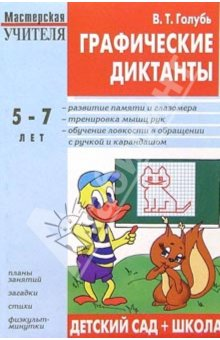 Мастерская
УЧИТЕЛЯ
В. Т. Голубь
ГРАФИЧЕСКИЕ
ДИКТАНТЫ
5 - 7
ЛЕТ
– развитие памяти и глазомера
– тренировка мышц рук
– обучение ловкости в обращении
с ручкой и карандашом
планы
занятий
загадки
стихи
физкульт-
минутки
ДЕТСКИЙ САД + ШКОЛА